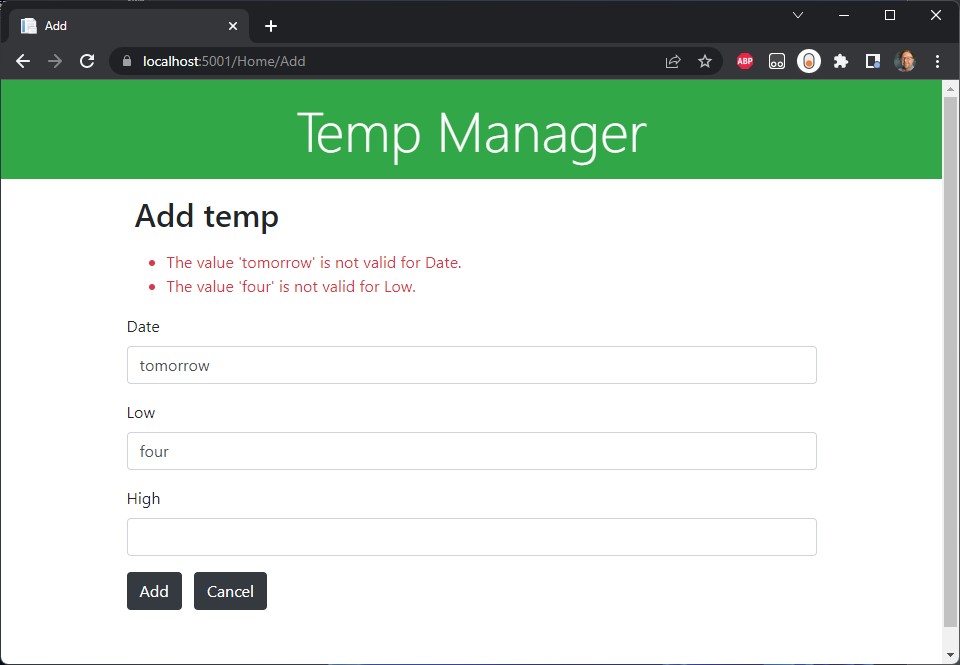 Add
localhost:5001/Home/Add
ABP
Temp Manager
Add temp
• The value 'tomorrow' is not valid for Date.
• The value 'four' is not valid for Low.
Date
tomorrow
Low
four
High
Add Cancel